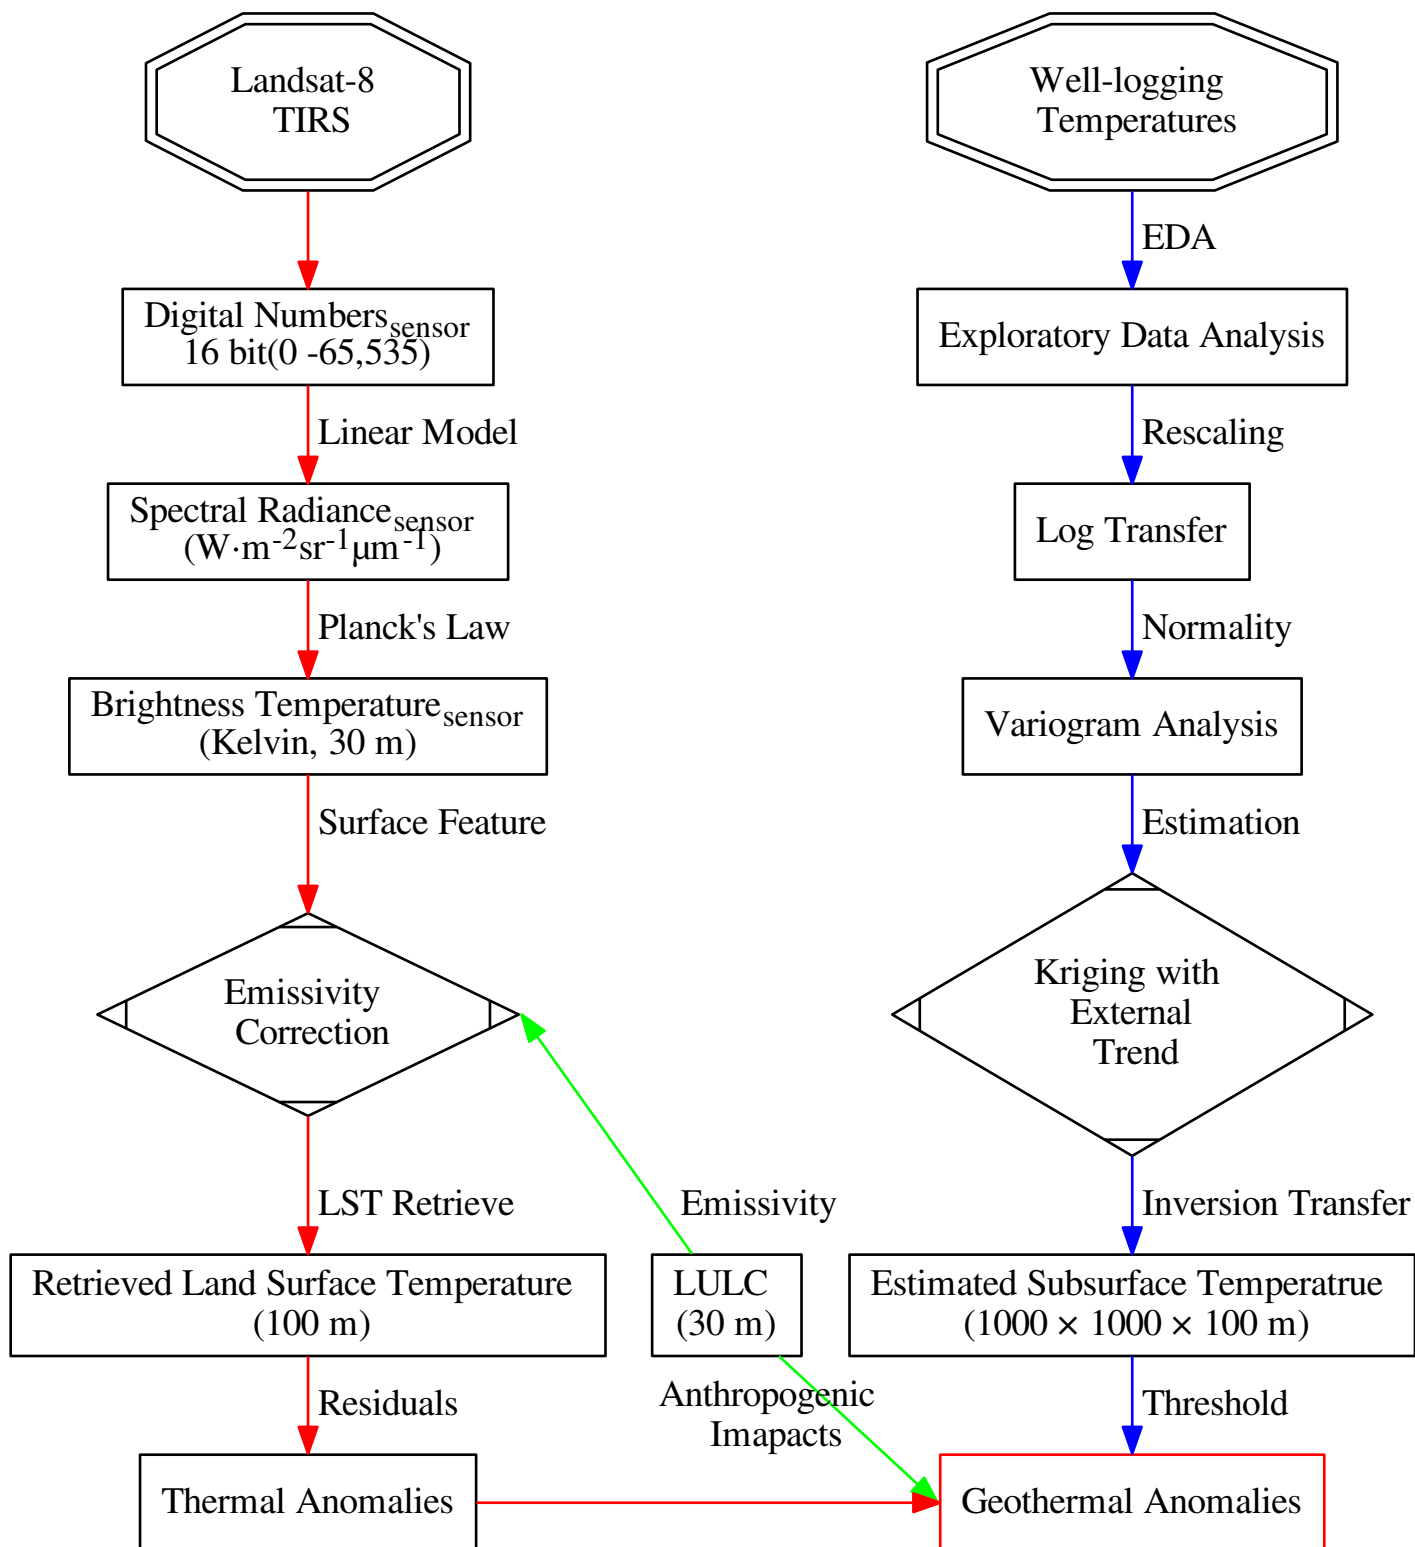 Landsat-8
TIRS
Digital Numbers_sensor
16 bit(0 -65,535)
Linear Model
Spectral Radiance_sensor
(W·m⁻²sr⁻¹µm⁻¹)
Planck's Law
Brightness Temperature_sensor
(Kelvin, 30 m)
Surface Feature
Emissivity
Correction
LST Retrieve
Retrieved Land Surface Temperature
(100 m)
Residuals
Thermal Anomalies
Emissivity
LULC
(30 m)
Anthropogenic
Imapacts
Well-logging
Temperatures
EDA
Exploratory Data Analysis
Rescaling
Log Transfer
Normality
Variogram Analysis
Estimation
Kriging with
External
Trend
Inversion Transfer
Estimated Subsurface Temperatrue
(1000 × 1000 × 100 m)
Threshold
Geothermal Anomalies